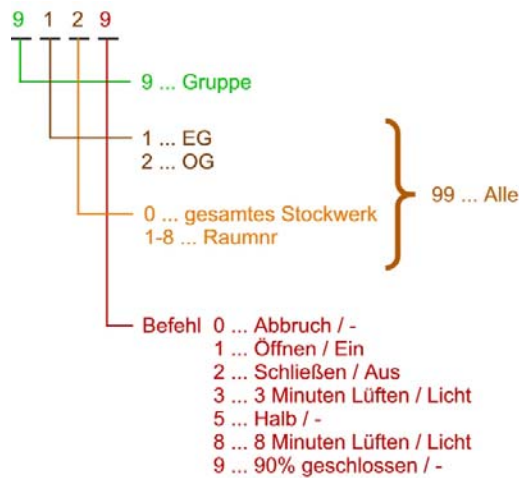 9 1 2 9
9 ... Gruppe
1 ... EG
2 ... OG
99 ... Alle
0 ... gesamtes Stockwerk
1-8 ... Raumnr
Befehl 0 ... Abbruch / -
1 ... Öffnen / Ein
2 ... Schließen / Aus
3 ... 3 Minuten Lüften / Licht
5 ... Halb / -
8 ... 8 Minuten Lüften / Licht
9 ... 90% geschlossen / -